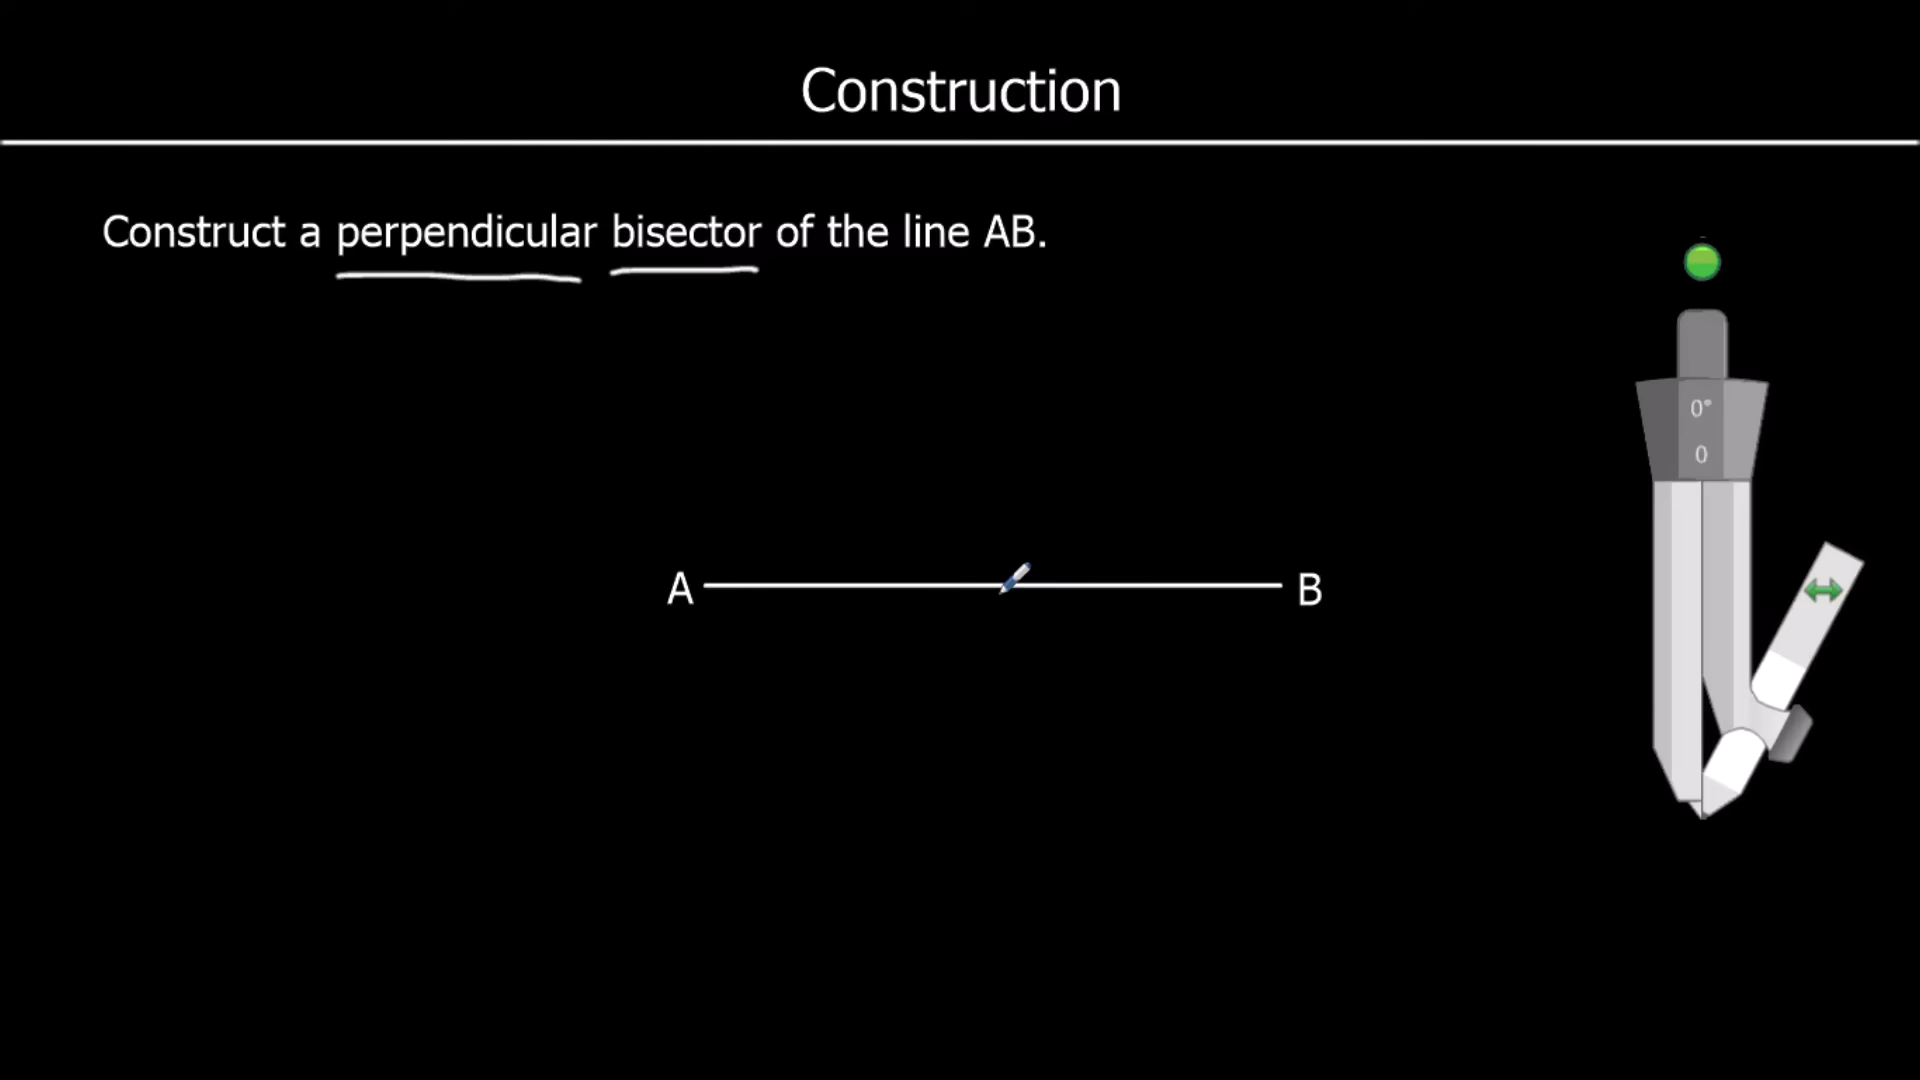 Construction
Construct a perpendicular bisector of the line AB.
0°
0
A
B